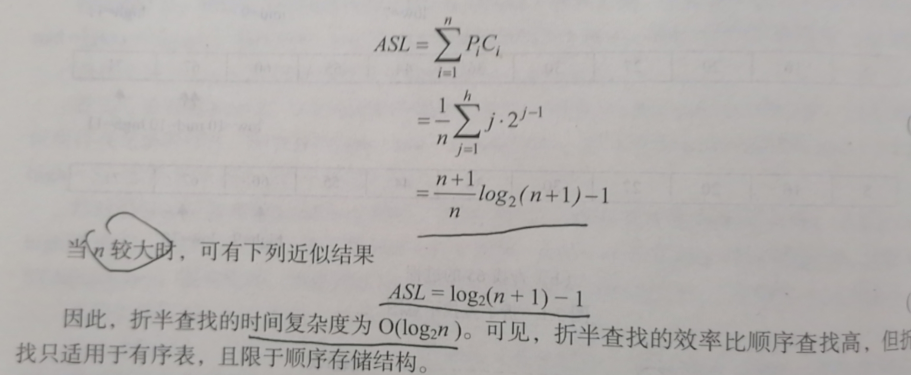 ASL = \sum_{i=1}^{n} P_i C_i
= \frac{1}{n} \sum_{j=1}^{h} j \cdot 2^{j-1}
= \frac{n+1}{n} log_2(n+1) - 1
当 n 较大时，可有下列近似结果
ASL = log_2(n + 1) - 1
因此，折半查找的时间复杂度为 O(log_2n)。可见，折半查找的效率比顺序查找高，但折
找只适用于有序表，且限于顺序存储结构。